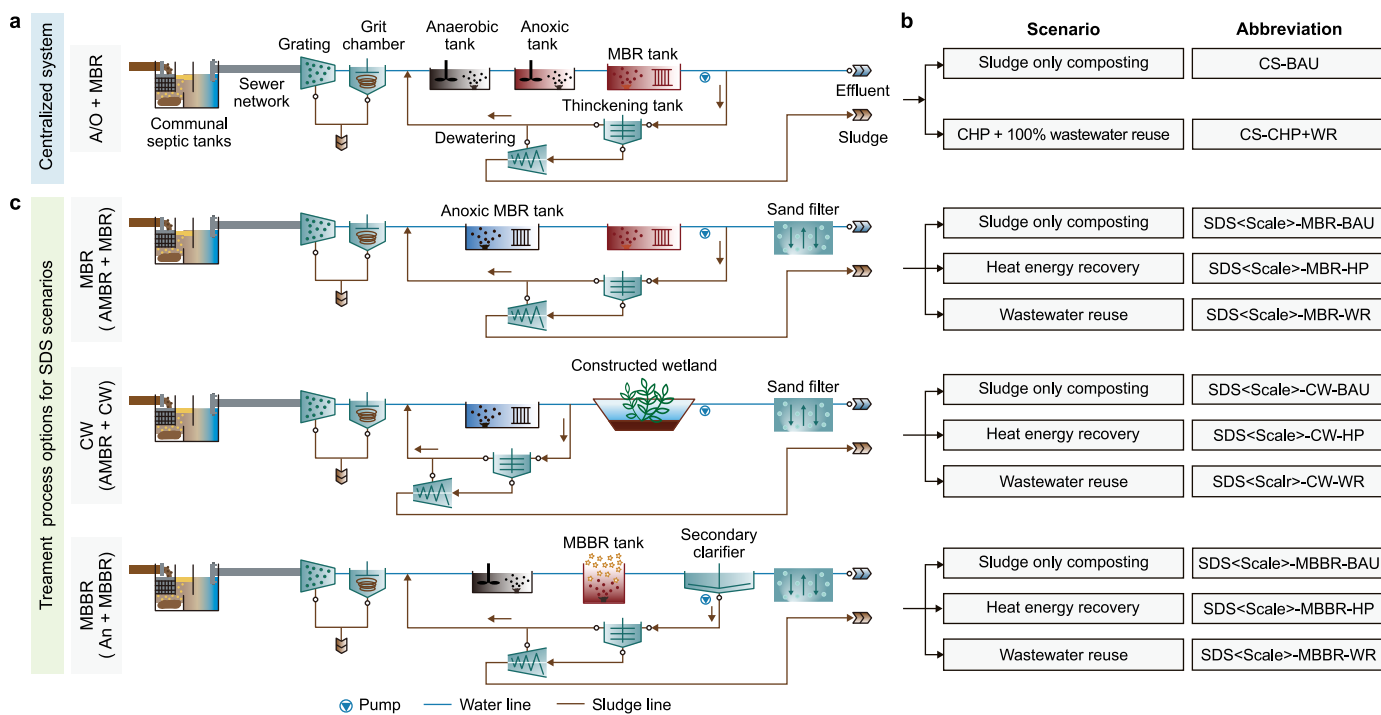 a
Centralized system
A/O + MBR
Communal
septic tanks
Sewer
network
Grating
Grit
chamber
Anaerobic
tank
Anoxic
tank
MBR tank
Thinckening tank
Dewatering
Effluent
Sludge
b
Scenario
Abbreviation
Sludge only composting
CS-BAU
CHP + 100% wastewater reuse
CS-CHP+WR
c
Treament process options for SDS scenarios
MBR
( AMBR + MBR)
Anoxic MBR tank
Sand filter
Sludge only composting
SDS<Scale>-MBR-BAU
Heat energy recovery
SDS<Scale>-MBR-HP
Wastewater reuse
SDS<Scale>-MBR-WR
CW
(AMBR + CW)
Constructed wetland
Sand filter
Sludge only composting
SDS<Scale>-CW-BAU
Heat energy recovery
SDS<Scale>-CW-HP
Wastewater reuse
SDS<Scalr>-CW-WR
MBBR
( An + MBBR)
MBBR tank
Secondary
clarifier
Sludge only composting
SDS<Scale>-MBBR-BAU
Heat energy recovery
SDS<Scale>-MBBR-HP
Wastewater reuse
SDS<Scale>-MBBR-WR
Pump
Water line
Sludge line